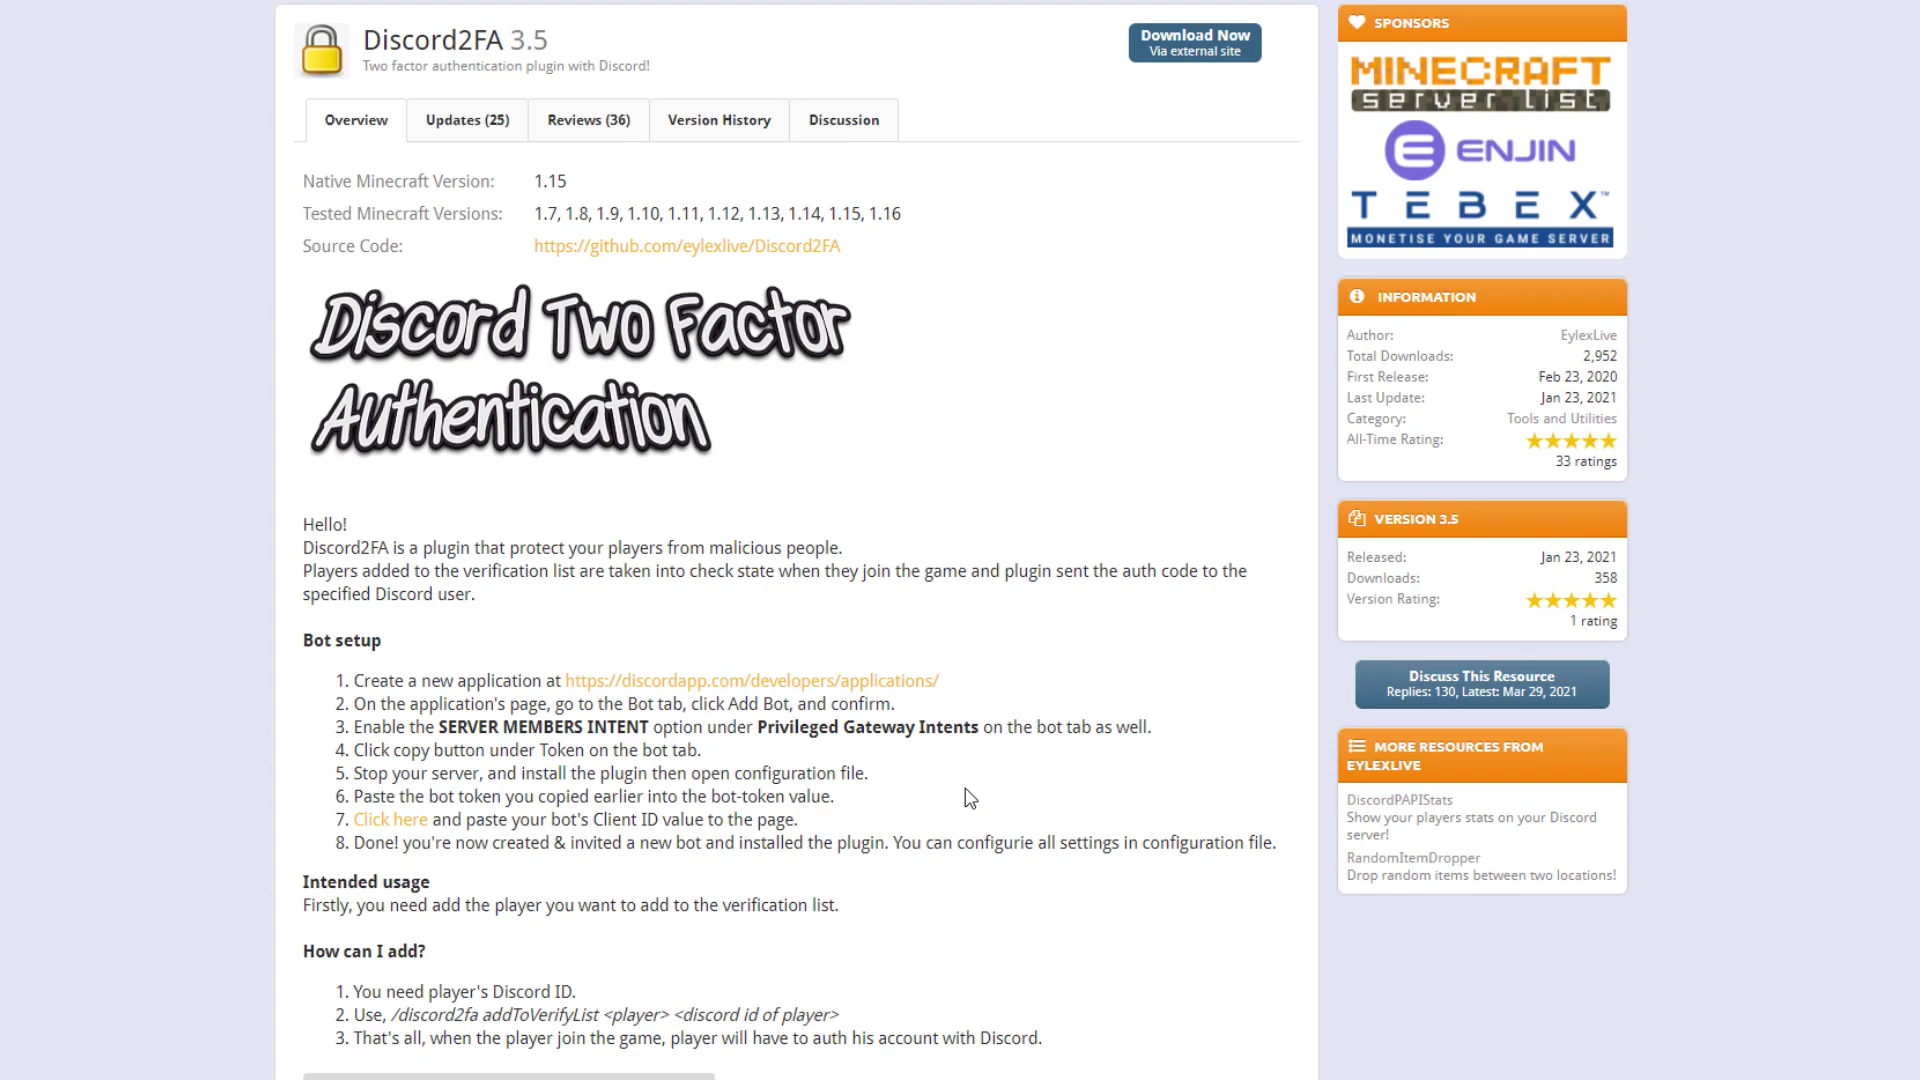 Discord2FA 3.5
Two factor authentication plugin with Discord!
Download Now
Via external site
Overview
Updates (25)
Reviews (36)
Version History
Discussion
Native Minecraft Version: 1.15
Tested Minecraft Versions: 1.7, 1.8, 1.9, 1.10, 1.11, 1.12, 1.13, 1.14, 1.15, 1.16
Source Code: https://github.com/eylexlive/Discord2FA
Discord Two Factor
Authentication
Hello!
Discord2FA is a plugin that protect your players from malicious people.
Players added to the verification list are taken into check state when they join the game and plugin sent the auth code to the
specified Discord user.
Bot setup
1. Create a new application at https://discordapp.com/developers/applications/
2. On the application's page, go to the Bot tab, click Add Bot, and confirm.
3. Enable the SERVER MEMBERS INTENT option under Privileged Gateway Intents on the bot tab as well.
4. Click copy button under Token on the bot tab.
5. Stop your server, and install the plugin then open configuration file.
6. Paste the bot token you copied earlier into the bot-token value.
7. Click here and paste your bot's Client ID value to the page.
8. Done! you're now created & invited a new bot and installed the plugin. You can configurie all settings in configuration file.
Intended usage
Firstly, you need add the player you want to add to the verification list.
How can I add?
1. You need player's Discord ID.
2. Use, /discord2fa addToVerifyList <player> <discord id of player>
3. That's all, when the player join the game, player will have to auth his account with Discord.
SPONSORS
MINECRAFT
server list
ENJIN
TEBEX™
MONETISE YOUR GAME SERVER
INFORMATION
Author: EylexLive
Total Downloads: 2,952
First Release: Feb 23, 2020
Last Update: Jan 23, 2021
Category: Tools and Utilities
All-Time Rating:
33 ratings
VERSION 3.5
Released: Jan 23, 2021
Downloads: 358
Version Rating:
1 rating
Discuss This Resource
Replies: 130, Latest: Mar 29, 2021
MORE RESOURCES FROM
EYLEXLIVE
DiscordPAPIStats
Show your players stats on your Discord
server!
RandomItemDropper
Drop random items between two locations!